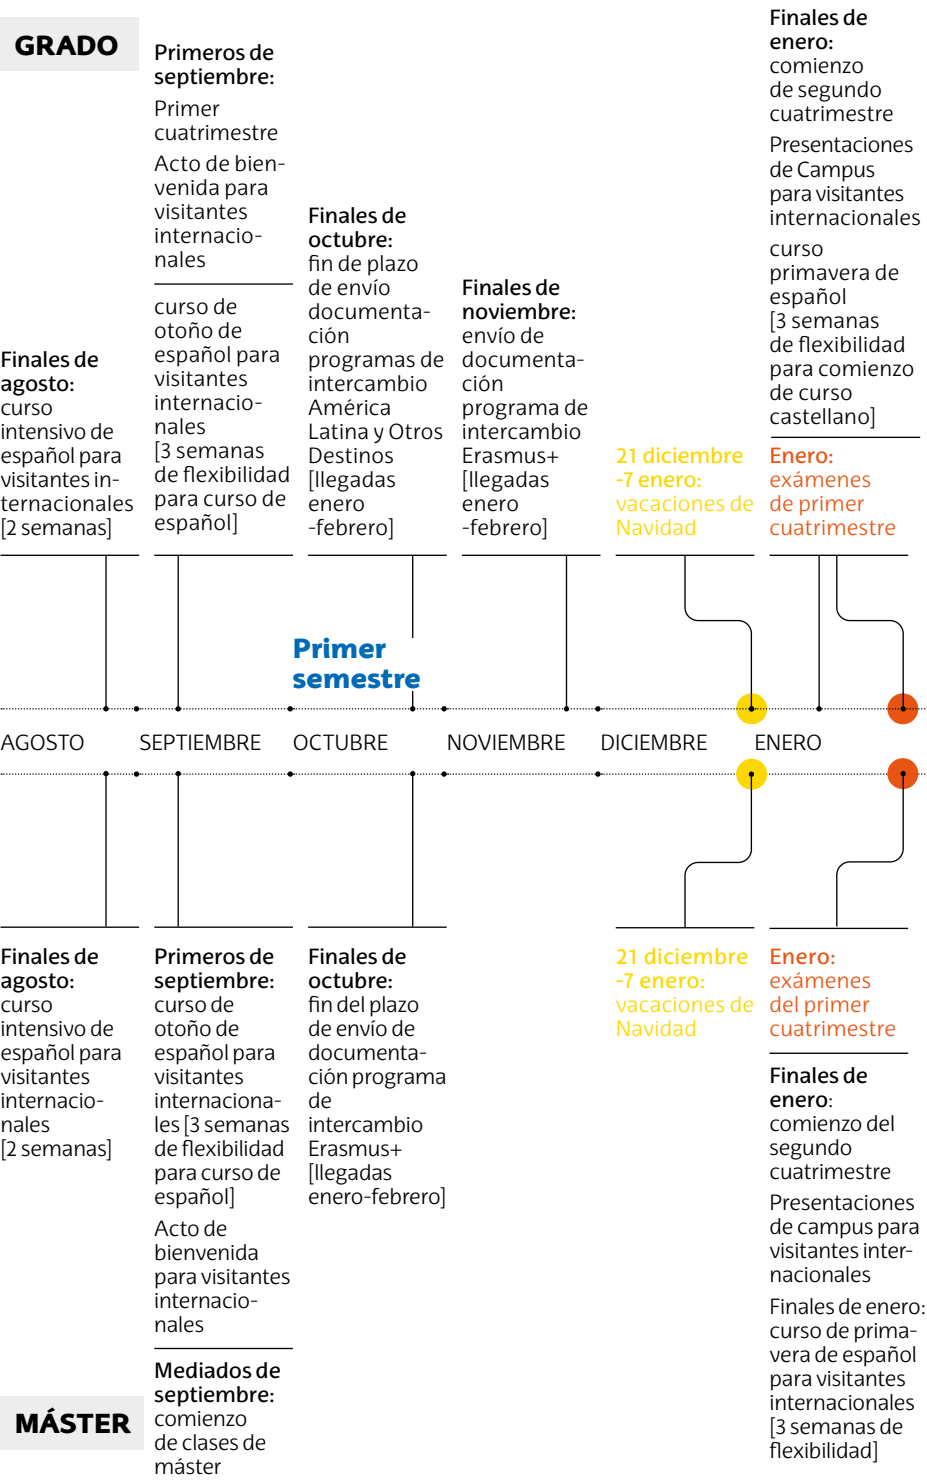 GRADO
Finales de
agosto:
curso
intensivo de
español para
visitantes in-
ternacionales
[2 semanas]
Primeros de
septiembre:
Primer
cuatrimestre
Acto de bien-
venida para
visitantes
internacio-
nales
curso de
otoño de
español para
visitantes
internacio-
nales
[3 semanas
de flexibilidad
para curso de
español]
Finales de
octubre:
fin de plazo
de envío
documenta-
ción
programas de
intercambio
América
Latina y Otros
Destinos
[llegadas
enero
-febrero]
Finales de
noviembre:
envío de
documenta-
ción
programa de
intercambio
Erasmus+
[llegadas
enero
-febrero]
21 diciembre
-7 enero:
vacaciones de
Navidad
Finales de
enero:
comienzo
de segundo
cuatrimestre
Presentaciones
de Campus
para visitantes
internacionales
curso
primavera de
español
[3 semanas
de flexibilidad
para comienzo
de curso
castellano]
Enero:
exámenes
de primer
cuatrimestre
Primer
semestre
AGOSTO
SEPTIEMBRE
OCTUBRE
NOVIEMBRE
DICIEMBRE
ENERO
Finales de
agosto:
curso
intensivo de
español para
visitantes
internacio-
nales
[2 semanas]
Primeros de
septiembre:
curso de
otoño de
español para
visitantes
internaciona-
les [3 semanas
de flexibilidad
para curso de
español]
Acto de
bienvenida
para visitantes
internacio-
nales
Mediados de
septiembre:
comienzo
de clases de
máster
Finales de
octubre:
fin del plazo
de envío de
documenta-
ción programa
de
intercambio
Erasmus+
[llegadas
enero-febrero]
21 diciembre
-7 enero:
vacaciones de
Navidad
Enero:
exámenes
del primer
cuatrimestre
Finales de
enero:
comienzo del
segundo
cuatrimestre
Presentaciones
de campus para
visitantes inter-
nacionales
Finales de enero:
curso de prima-
vera de español
para visitantes
internacionales
[3 semanas de
flexibilidad]
MÁSTER